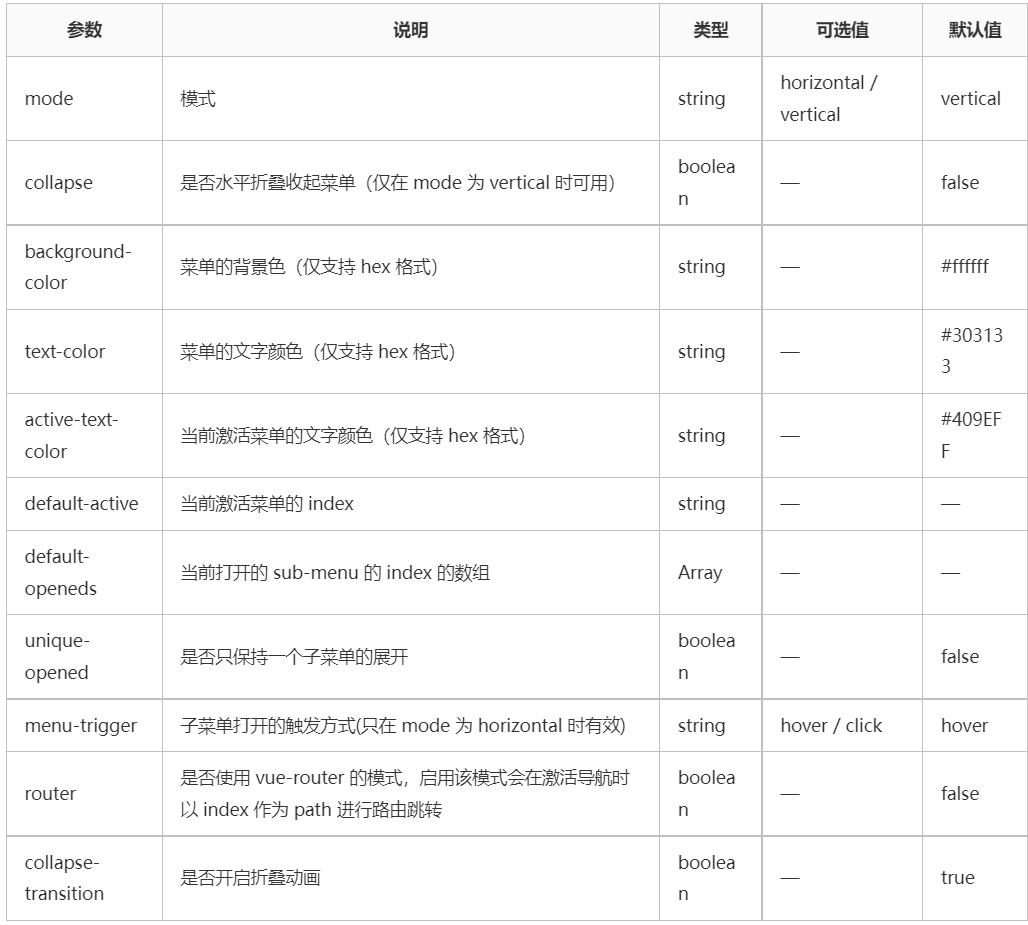 参数 说明 类型 可选值 默认值
mode 模式 string horizontal / vertical vertical
collapse 是否水平折叠收起菜单（仅在 mode 为 vertical 时可用） boolean — false
background-color 菜单的背景色（仅支持 hex 格式） string — #ffffff
text-color 菜单的文字颜色（仅支持 hex 格式） string — #303133
active-text-color 当前激活菜单的文字颜色（仅支持 hex 格式） string — #409EFF
default-active 当前激活菜单的 index string — —
default-openeds 当前打开的 sub-menu 的 index 的数组 Array — —
unique-opened 是否只保持一个子菜单的展开 boolean — false
menu-trigger 子菜单打开的触发方式(只在 mode 为 horizontal 时有效) string hover / click hover
router 是否使用 vue-router 的模式，启用该模式会在激活导航时以 index 作为 path 进行路由跳转 boolean — false
collapse-transition 是否开启折叠动画 boolean — true